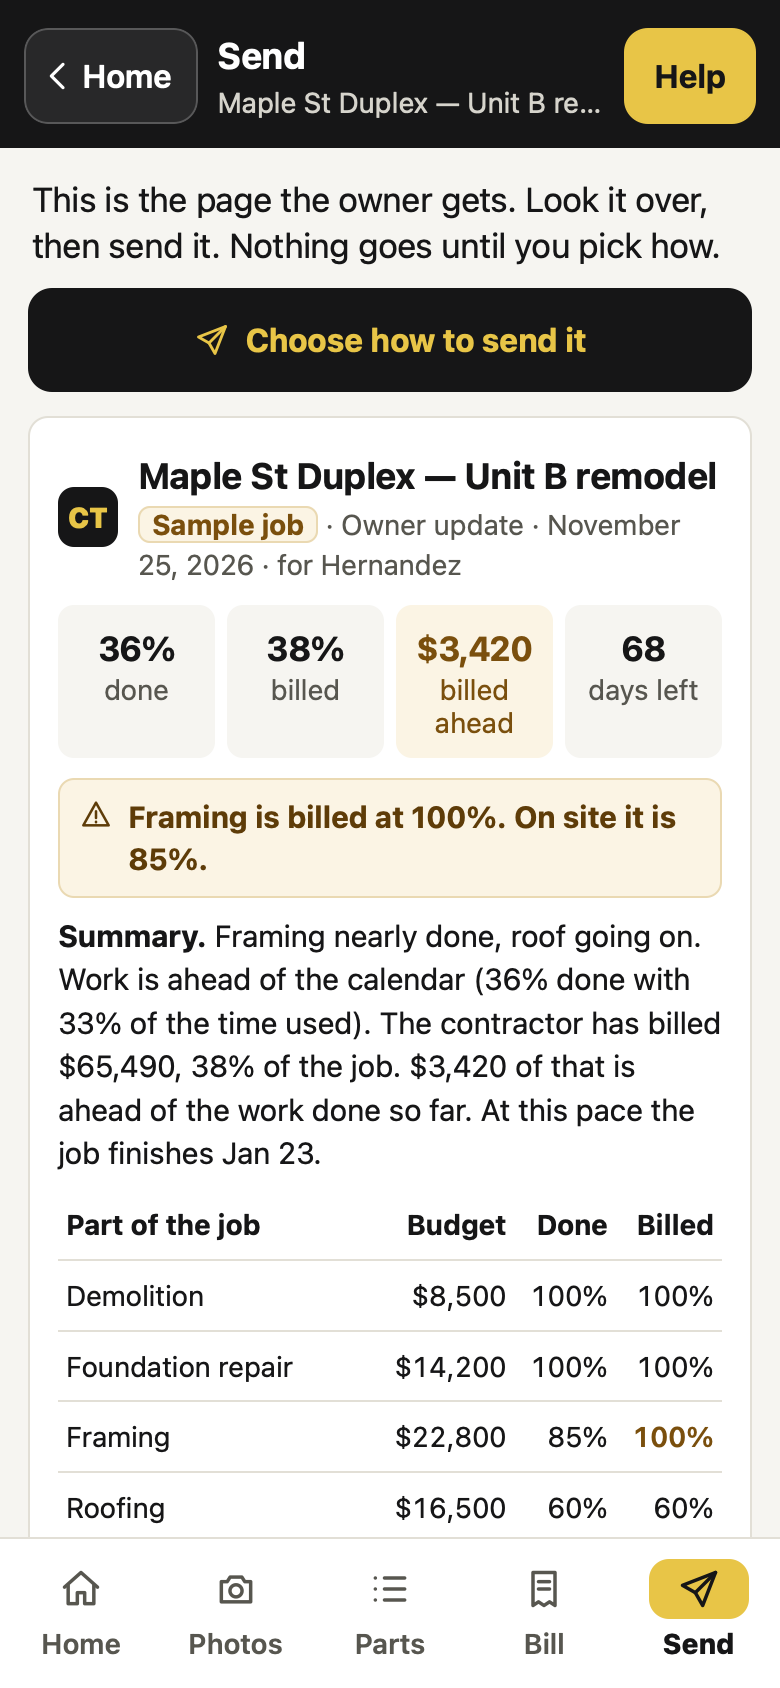 Home
Send
Maple St Duplex — Unit B re...
Help
This is the page the owner gets. Look it over,
then send it. Nothing goes until you pick how.
Choose how to send it
CT
Maple St Duplex — Unit B remodel
Sample job · Owner update · November
25, 2026 · for Hernandez
36%
done
38%
billed
$3,420
billed
ahead
68
days left
Framing is billed at 100%. On site it is
85%.
Summary. Framing nearly done, roof going on.
Work is ahead of the calendar (36% done with
33% of the time used). The contractor has billed
$65,490, 38% of the job. $3,420 of that is
ahead of the work done so far. At this pace the
job finishes Jan 23.
Part of the job Budget Done Billed
Demolition $8,500 100% 100%
Foundation repair $14,200 100% 100%
Framing $22,800 85% 100%
Roofing $16,500 60% 60%
Home Photos Parts Bill Send